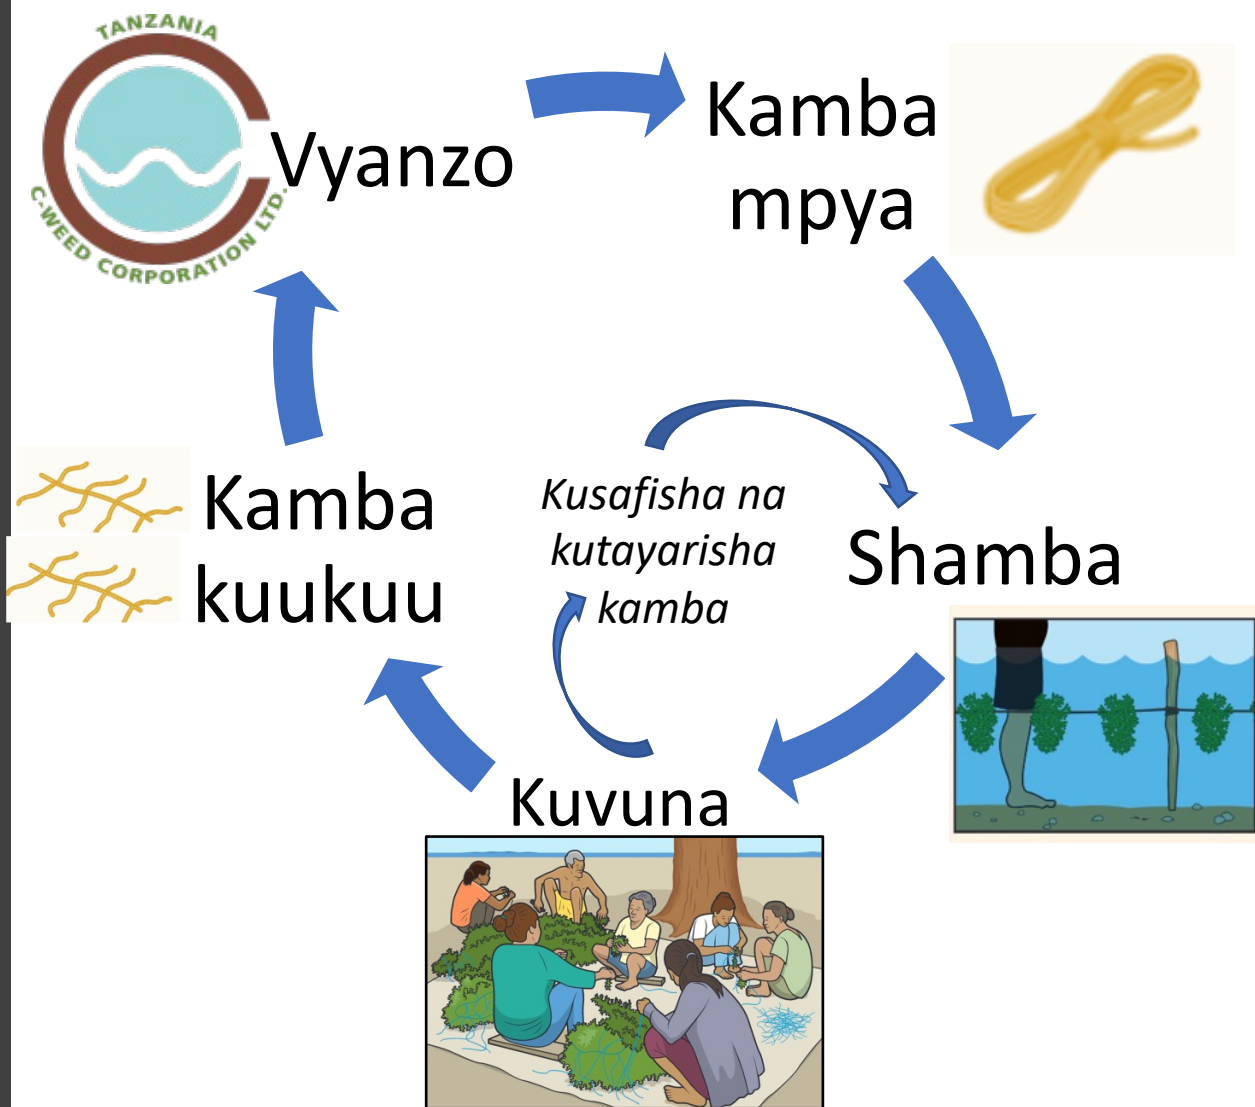 TANZANIA
C-WEED CORPORATION LTD.
Vyanzo
Kamba
mpya
Kusafisha na
kutayarisha
kamba
Shamba
Kamba
kuukuu
Kuvuna